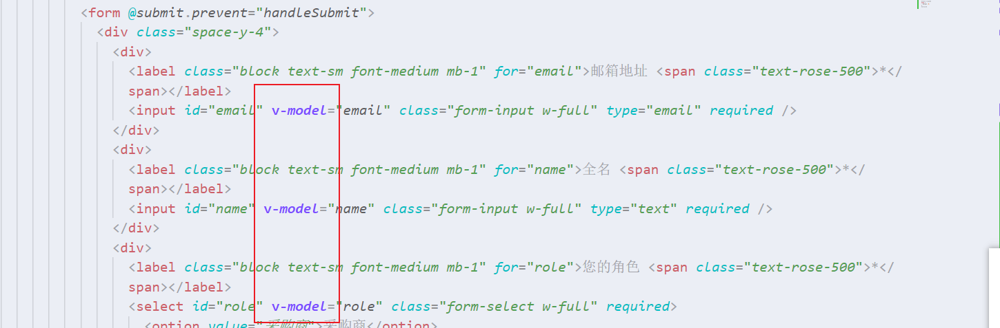 <form @submit.prevent="handleSubmit">
<div class="space-y-4">
<div>
<label class="block text-sm font-medium mb-1" for="email">邮箱地址 <span class="text-rose-500">*</
span></label>
<input id="email" v-model="email" class="form-input w-full" type="email" required />
</div>
<div>
<label class="block text-sm font-medium mb-1" for="name">全名 <span class="text-rose-500">*</
span></label>
<input id="name" v-model="name" class="form-input w-full" type="text" required />
</div>
<div>
<label class="block text-sm font-medium mb-1" for="role">您的角色 <span class="text-rose-500">*</
span></label>
<select id="role" v-model="role" class="form-select w-full" required>
<option value="采购商">采购商</option>